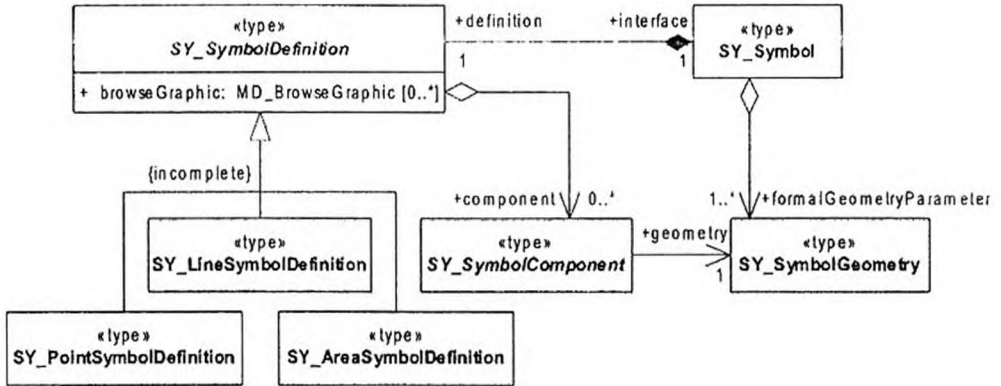 «type»
SY_SymbolDefinition
+ browseGraphic: MD_BrowseGraphic [0..*]
+definition
1
+interface
1
«type»
SY_Symbol
{incomplete}
+component
0..*
1..*
+formalGeometryParameter
«type»
SY_LineSymbolDefinition
«type»
SY_SymbolComponent
+geometry
1
«type»
SY_SymbolGeometry
«type»
SY_PointSymbolDefinition
«type»
SY_AreaSymbolDefinition